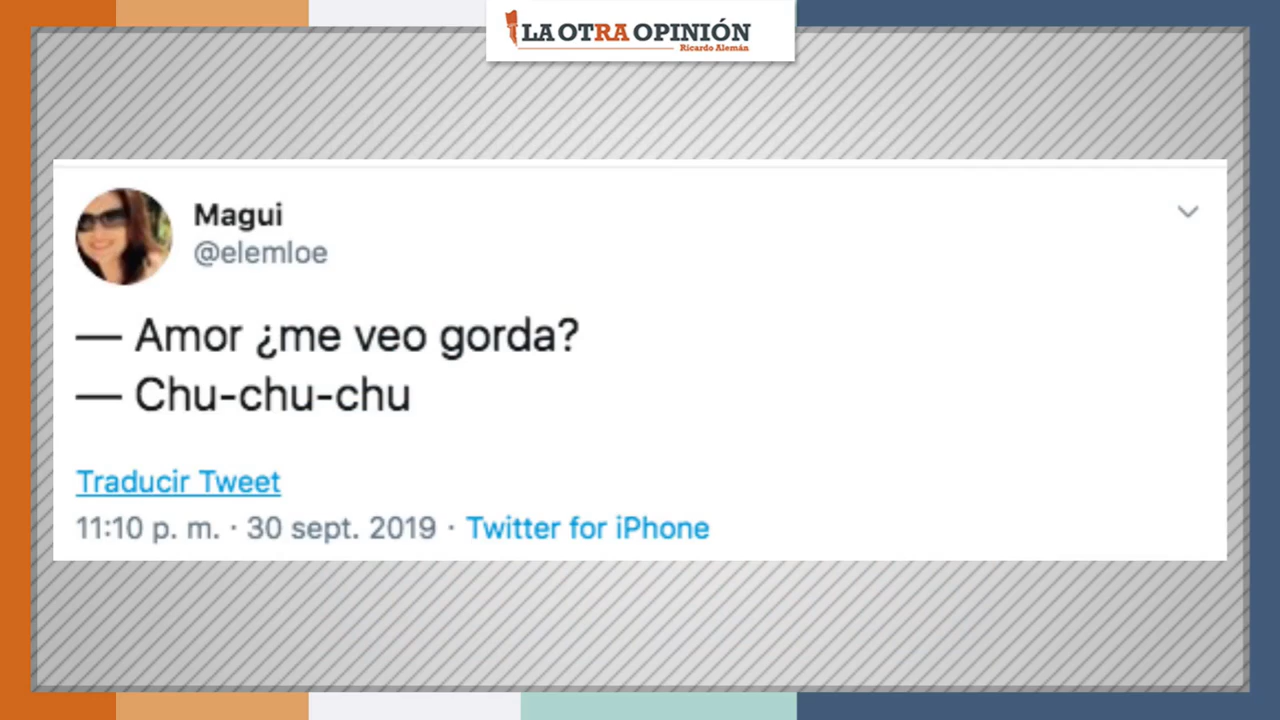 LA OTRA OPINIÓN
Ricardo Alemán
Magui
@elemloe
— Amor ¿me veo gorda?
— Chu-chu-chu
Traducir Tweet
11:10 p. m. · 30 sept. 2019 · Twitter for iPhone